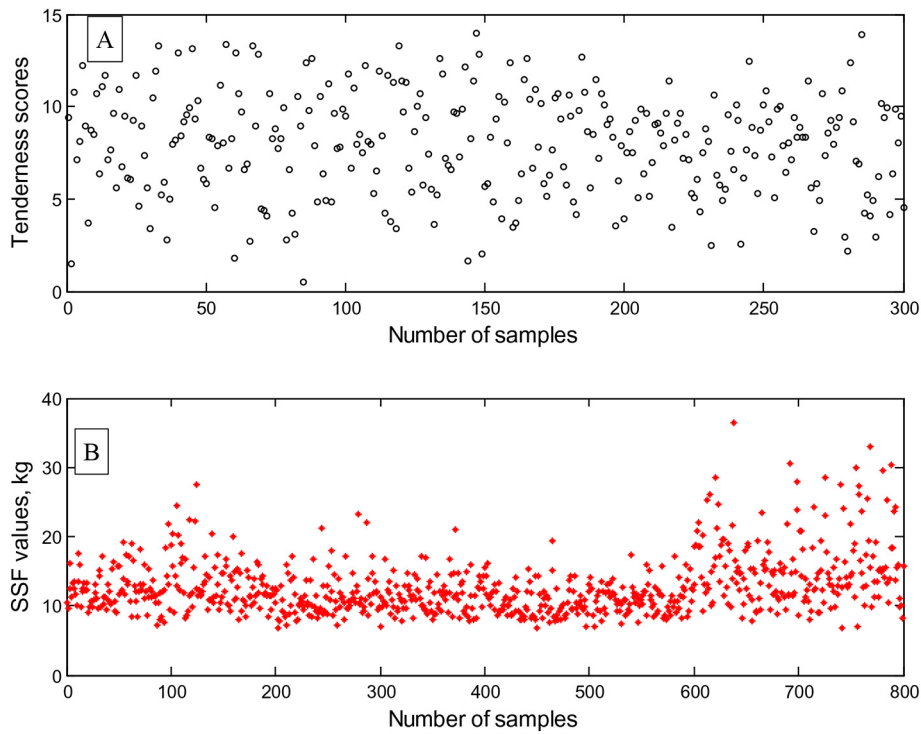 A
15
10
5
0
Tenderness scores
0 50 100 150 200 250 300
Number of samples
B
40
30
20
10
0
SSF values, kg
0 100 200 300 400 500 600 700 800
Number of samples